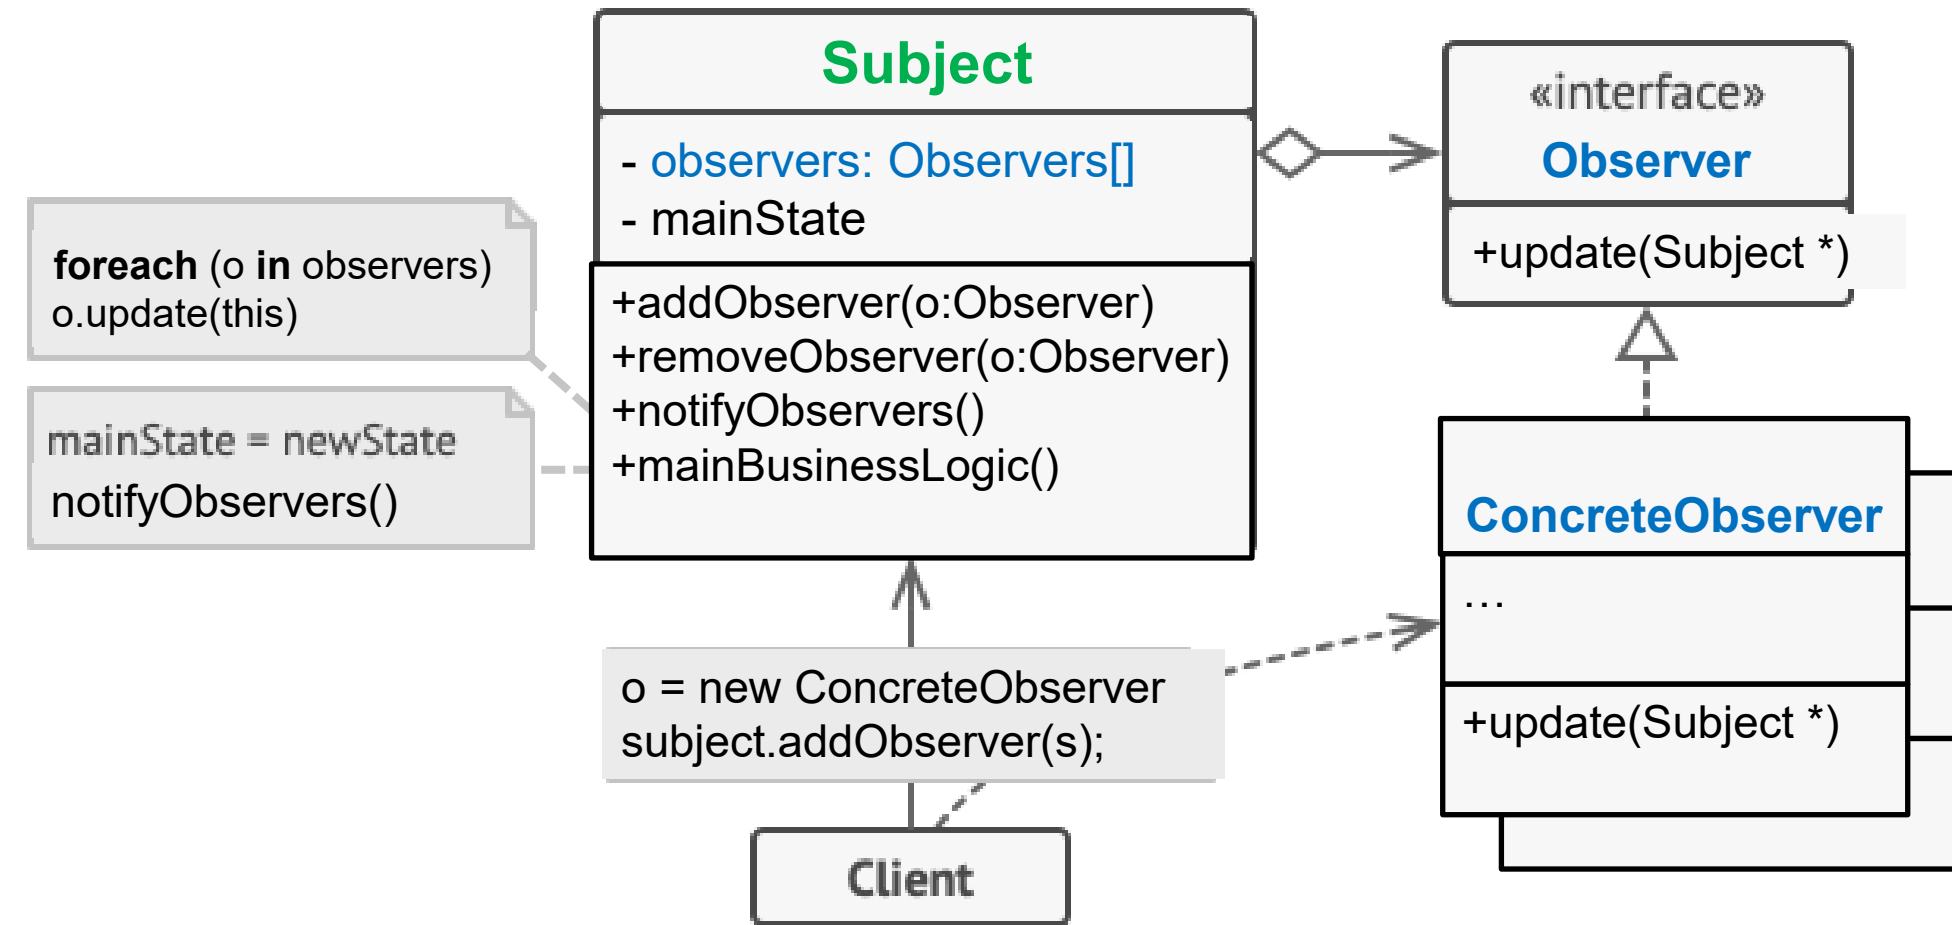 Subject
- observers: Observers[]
- mainState
+addObserver(o:Observer)
+removeObserver(o:Observer)
+notifyObservers()
+mainBusinessLogic()
«interface»
Observer
+update(Subject *)
foreach (o in observers)
o.update(this)
mainState = newState
notifyObservers()
ConcreteObserver
...
+update(Subject *)
o = new ConcreteObserver
subject.addObserver(s);
Client